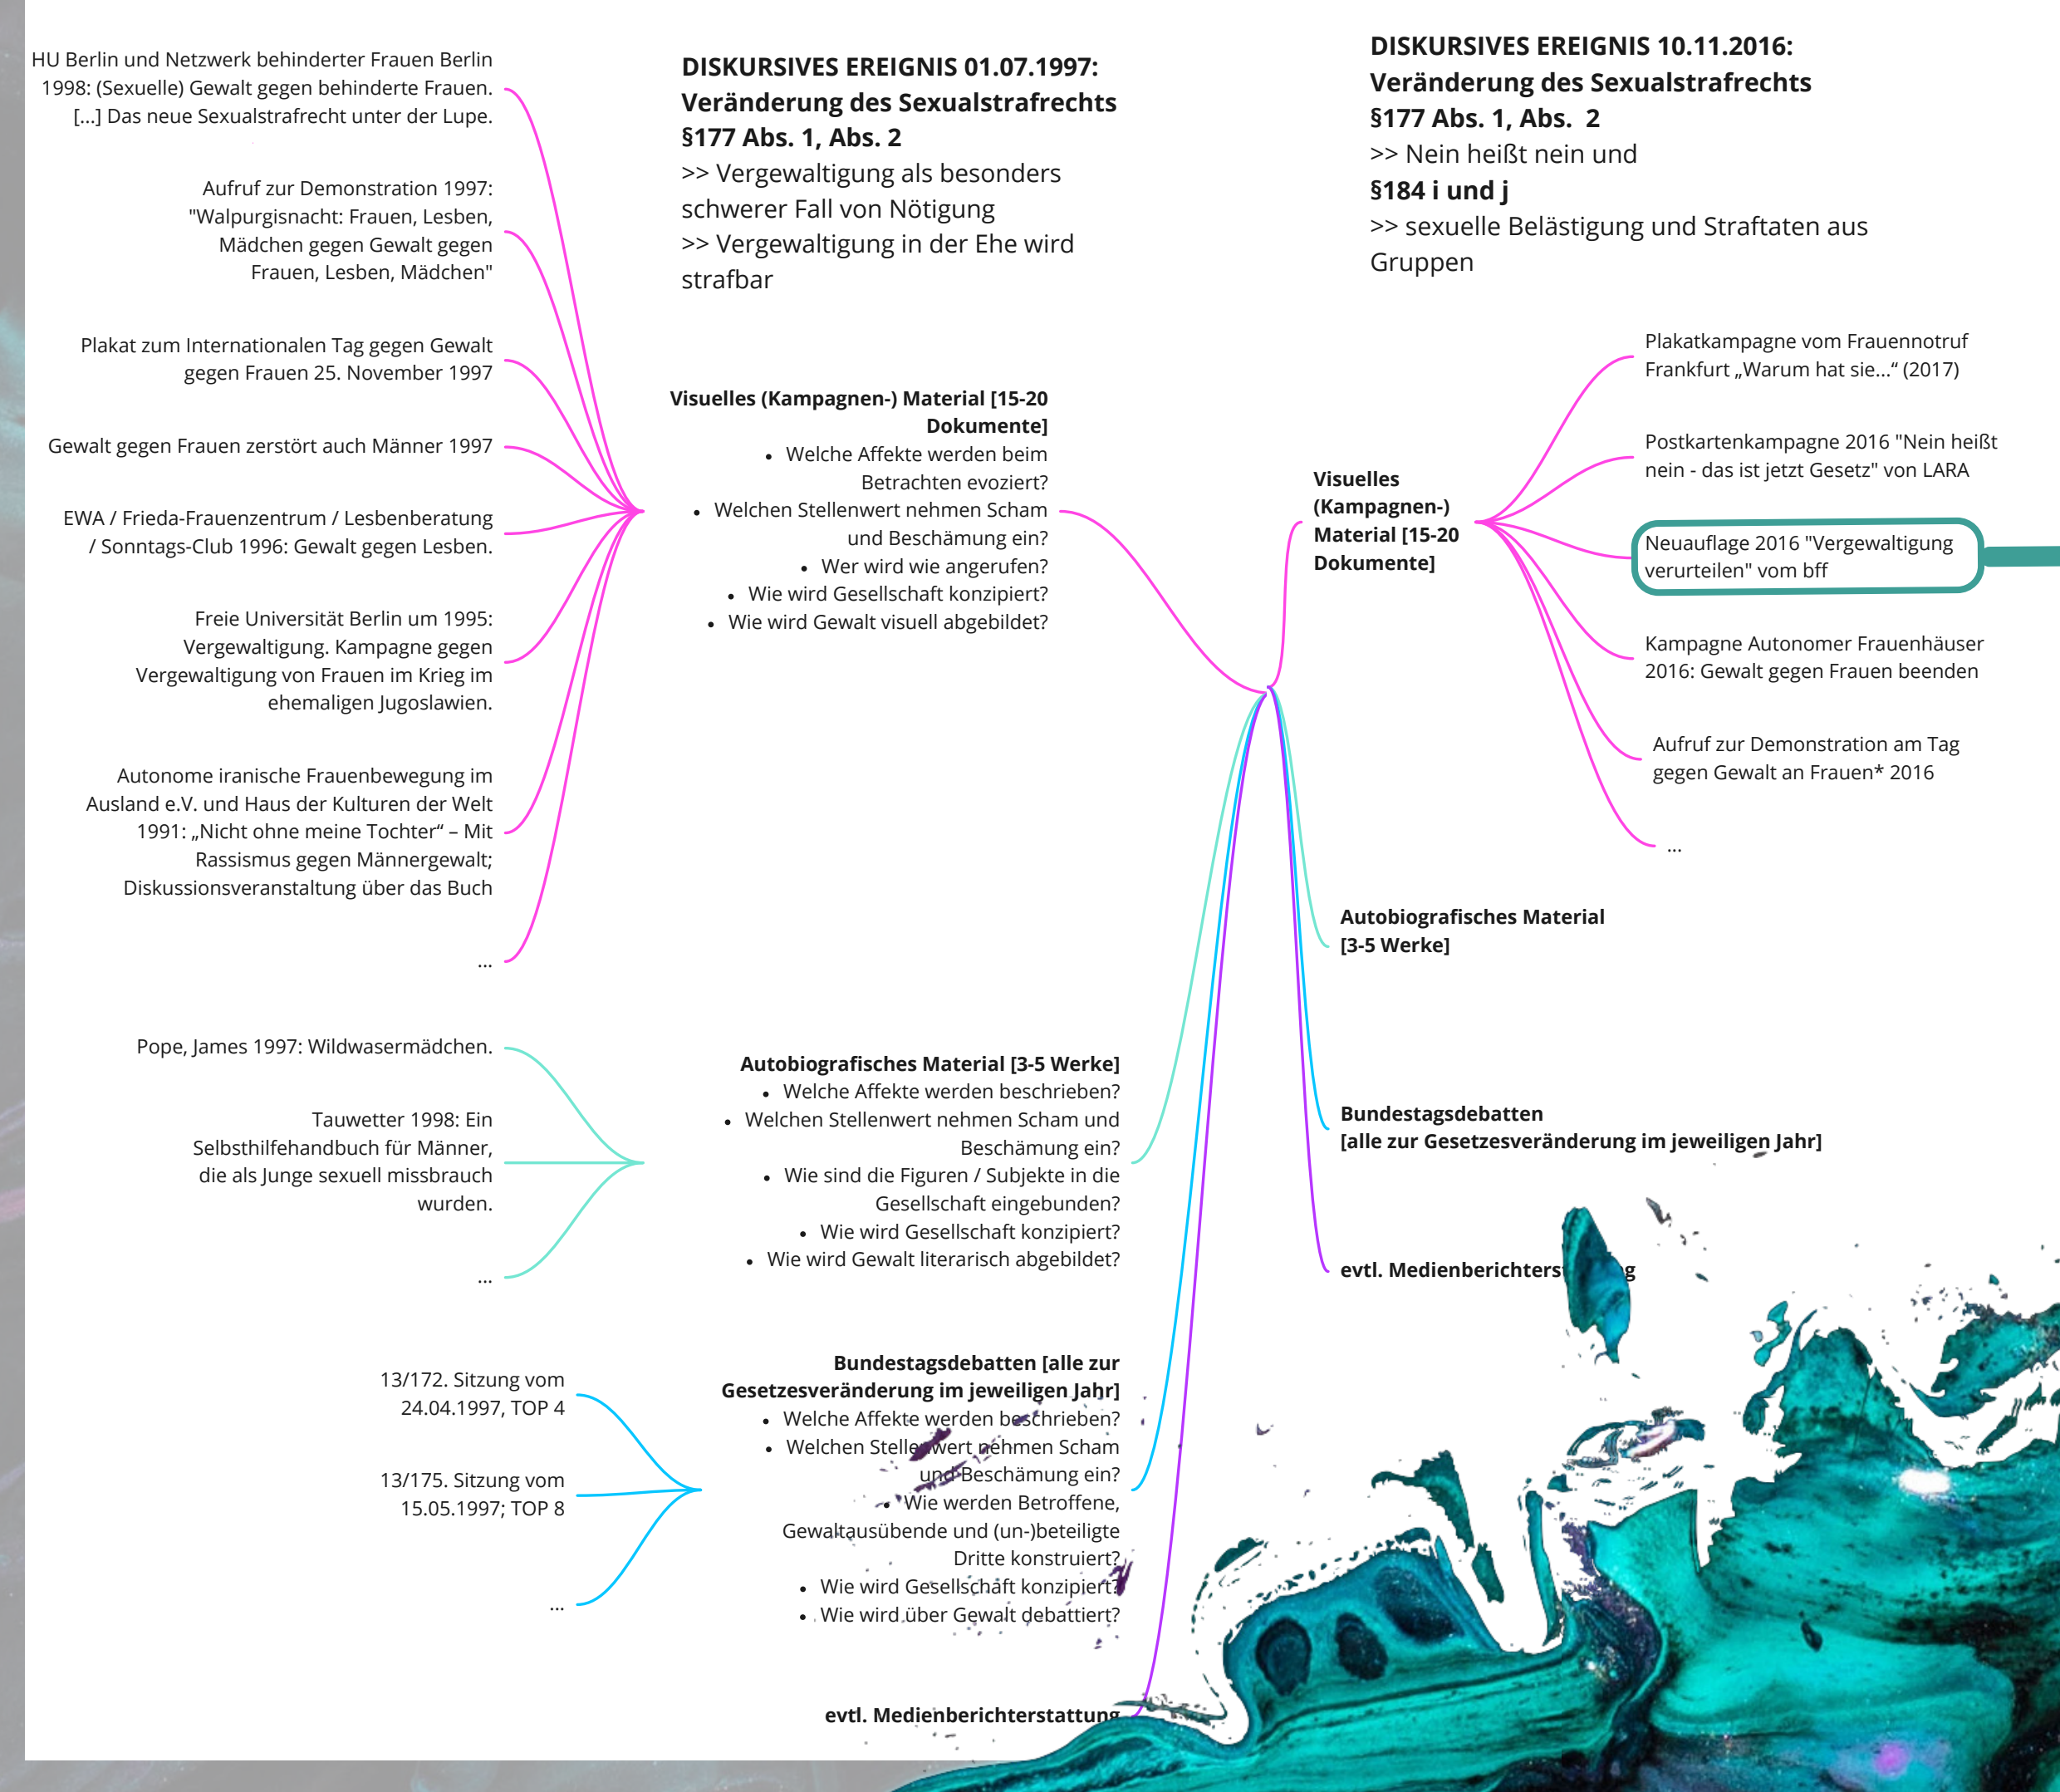 HU Berlin und Netzwerk behinderter Frauen Berlin
1998: (Sexuelle) Gewalt gegen behinderte Frauen.
[...] Das neue Sexualstrafrecht unter der Lupe.
Aufruf zur Demonstration 1997:
"Walpurgisnacht: Frauen, Lesben,
Mädchen gegen Gewalt gegen
Frauen, Lesben, Mädchen"
Plakat zum Internationalen Tag gegen Gewalt
gegen Frauen 25. November 1997
Gewalt gegen Frauen zerstört auch Männer 1997
EWA / Frieda-Frauenzentrum / Lesbenberatung
/ Sonntags-Club 1996: Gewalt gegen Lesben.
Freie Universität Berlin um 1995:
Vergewaltigung. Kampagne gegen
Vergewaltigung von Frauen im Krieg im
ehemaligen Jugoslawien.
Autonome iranische Frauenbewegung im
Ausland e.V. und Haus der Kulturen der Welt
1991: „Nicht ohne meine Tochter“ – Mit
Rassismus gegen Männergewalt;
Diskussionsveranstaltung über das Buch
...
Pope, James 1997: Wildwasermädchen.
Tauwetter 1998: Ein
Selbsthilfehandbuch für Männer,
die als Junge sexuell missbrauch
wurden.
...
13/172. Sitzung vom
24.04.1997, TOP 4
13/175. Sitzung vom
15.05.1997; TOP 8
...
DISKURSIVES EREIGNIS 01.07.1997:
Veränderung des Sexualstrafrechts
§177 Abs. 1, Abs. 2
>> Vergewaltigung als besonders
schwerer Fall von Nötigung
>> Vergewaltigung in der Ehe wird
strafbar
Visuelles (Kampagnen-) Material [15-20
Dokumente]
• Welche Affekte werden beim
Betrachten evoziert?
• Welchen Stellenwert nehmen Scham
und Beschämung ein?
• Wer wird wie angerufen?
• Wie wird Gesellschaft konzipiert?
• Wie wird Gewalt visuell abgebildet?
Autobiografisches Material [3-5 Werke]
• Welche Affekte werden beschrieben?
• Welchen Stellenwert nehmen Scham und
Beschämung ein?
• Wie sind die Figuren / Subjekte in die
Gesellschaft eingebunden?
• Wie wird Gesellschaft konzipiert?
• Wie wird Gewalt literarisch abgebildet?
Bundestagsdebatten [alle zur
Gesetzesveränderung im jeweiligen Jahr]
• Welche Affekte werden beschrieben?
• Welchen Stellenwert nehmen Scham
und Beschämung ein?
• Wie werden Betroffene,
Gewaltausübende und (un-)beteiligte
Dritte konstruiert?
• Wie wird Gesellschaft konzipiert?
• Wie wird über Gewalt debattiert?
evtl. Medienberichterstattung
DISKURSIVES EREIGNIS 10.11.2016:
Veränderung des Sexualstrafrechts
§177 Abs. 1, Abs. 2
>> Nein heißt nein und
§184 i und j
>> sexuelle Belästigung und Straftaten aus
Gruppen
Visuelles
(Kampagnen-)
Material [15-20
Dokumente]
Plakatkampagne vom Frauennotruf
Frankfurt „Warum hat sie...“ (2017)
Postkartenkampagne 2016 "Nein heißt
nein - das ist jetzt Gesetz" von LARA
Neuauflage 2016 "Vergewaltigung
verurteilen" vom bff
Kampagne Autonomer Frauenhäuser
2016: Gewalt gegen Frauen beenden
Aufruf zur Demonstration am Tag
gegen Gewalt an Frauen* 2016
...
Autobiografisches Material
[3-5 Werke]
Bundestagsdebatten
[alle zur Gesetzesveränderung im jeweiligen Jahr]
evtl.